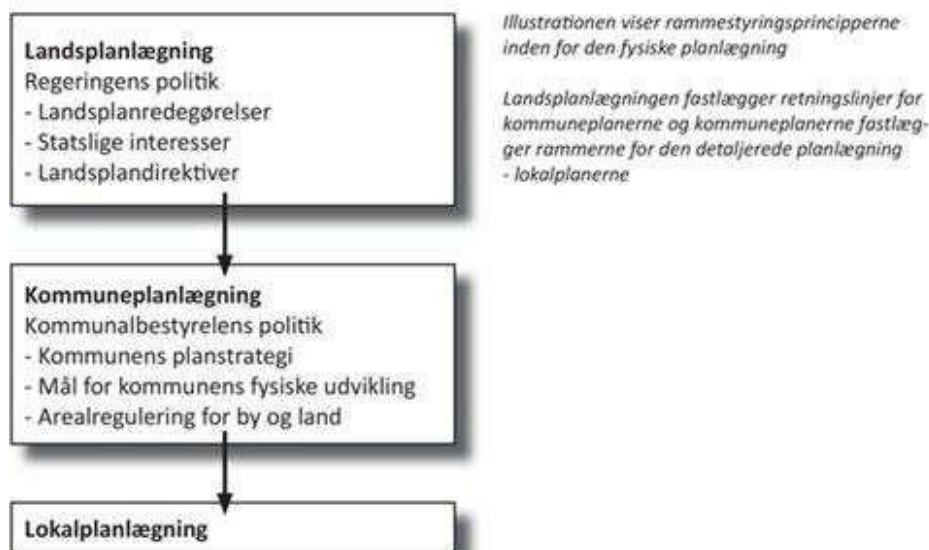 Landsplanlægning
Regeringens politik
- Landsplanredegørelser
- Statslige interesser
- Landsplandirektiver
Illustrationen viser rammestyringsprincipperne
inden for den fysiske planlægning
Landsplanlægningen fastlægger retningslinjer for
kommuneplanerne og kommuneplanerne fastlæg-
ger rammerne for den detaljerede planlægning
- lokalplanerne
Kommuneplanlægning
Kommunalbestyrelens politik
- Kommunens planstrategi
- Mål for kommunens fysiske udvikling
- Arealregulering for by og land
Lokalplanlægning